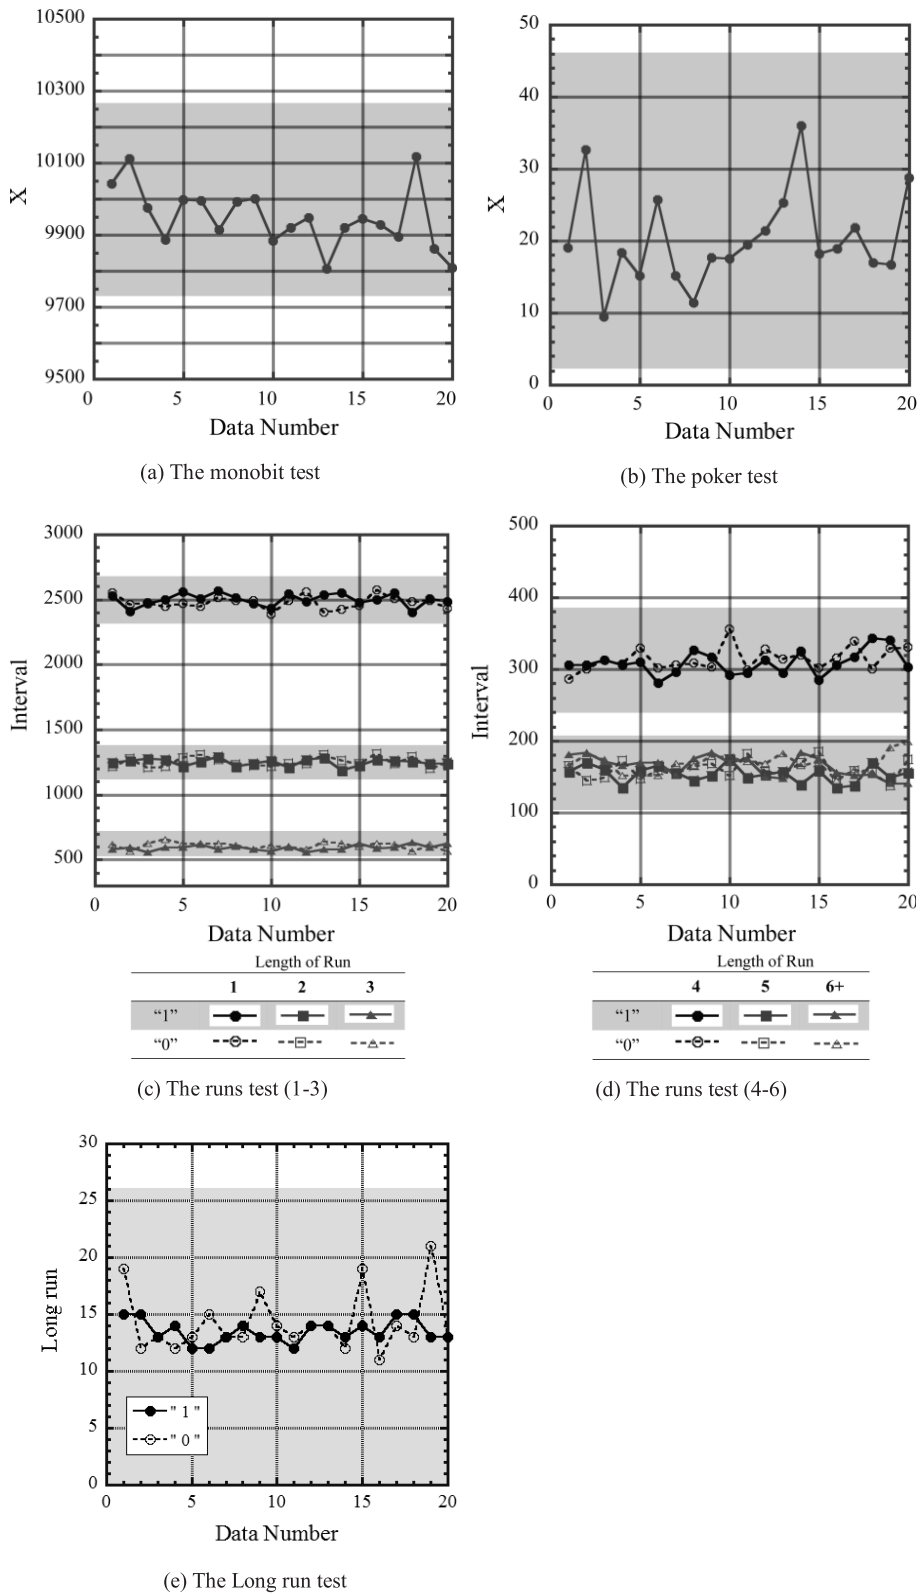 10500
10300
10100
9900
9700
9500
X
0
5
10
15
20
Data Number
(a) The monobit test
50
40
30
20
10
0
X
0
5
10
15
20
Data Number
(b) The poker test
3000
2500
2000
1500
1000
500
Interval
0
5
10
15
20
Data Number
Length of Run
1 2 3
“1”
“0”
(c) The runs test (1-3)
500
400
300
200
100
0
Interval
0
5
10
15
20
Data Number
Length of Run
4 5 6+
“1”
“0”
(d) The runs test (4-6)
30
25
20
15
10
5
0
Long run
" 1 "
" 0 "
0
5
10
15
20
Data Number
(e) The Long run test